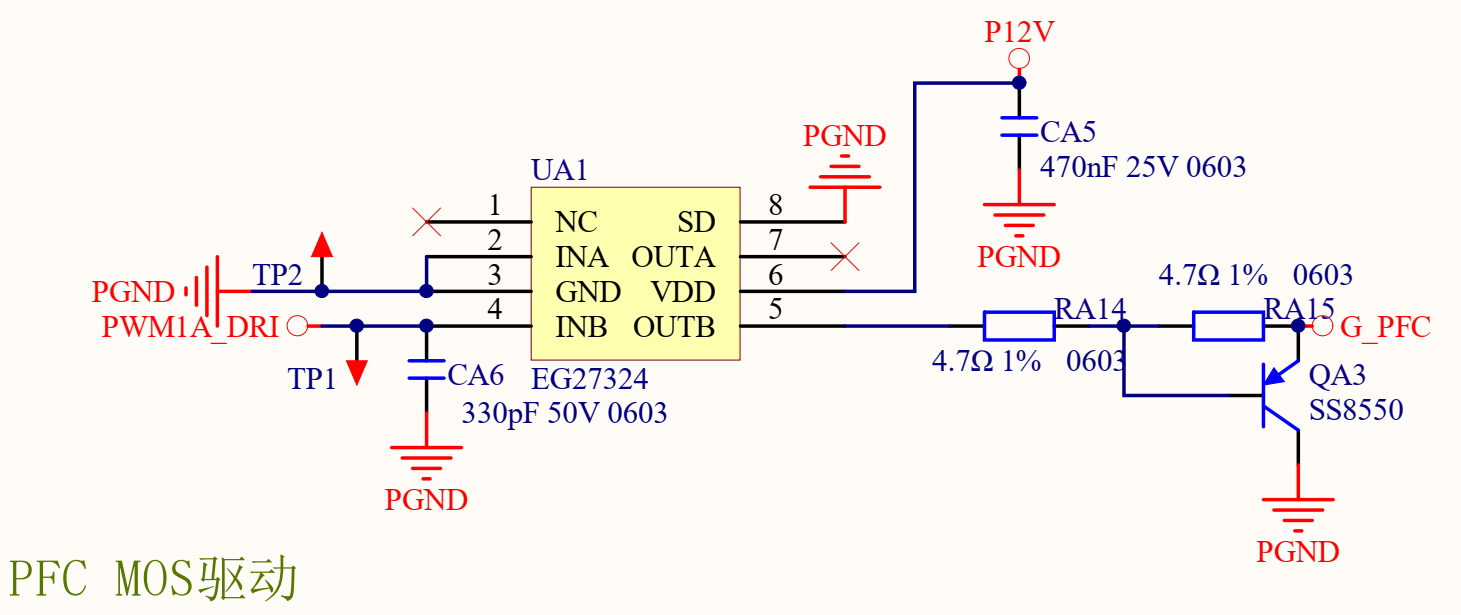 P12V
CA5
470nF 25V 0603
PGND
PGND
UA1
1 NC SD 8
2 INA OUTA 7
3 GND VDD 6
4 INB OUTB 5
EG27324
PGND
TP2
PWM1A_DRI
TP1
CA6
330pF 50V 0603
PGND
RA14
4.7Ω 1% 0603
4.7Ω 1% 0603
RA15
G_PFC
QA3
SS8550
PGND
PFC MOS驱动